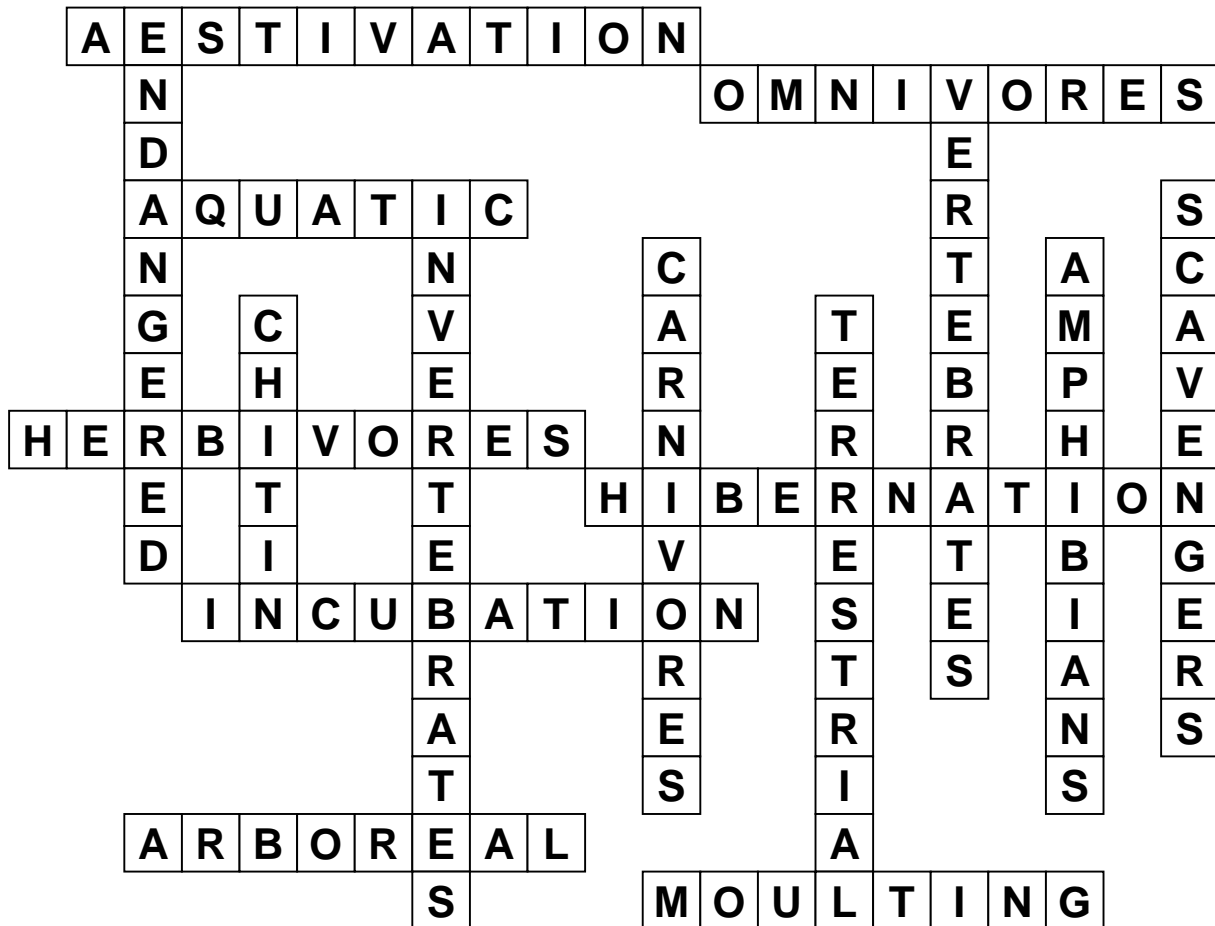 AESTIVATION
ENDANGERED
OMNIVORES
VERTEBRATES
AQUATIC
INVERTEBRATES
SCAVENGERS
CARNIVORES
AMPHIBIANS
CHITIN
TERRESTRIAL
HERBIVORES
HIBERNATION
INCUBATION
ARBOREAL
MOULTING